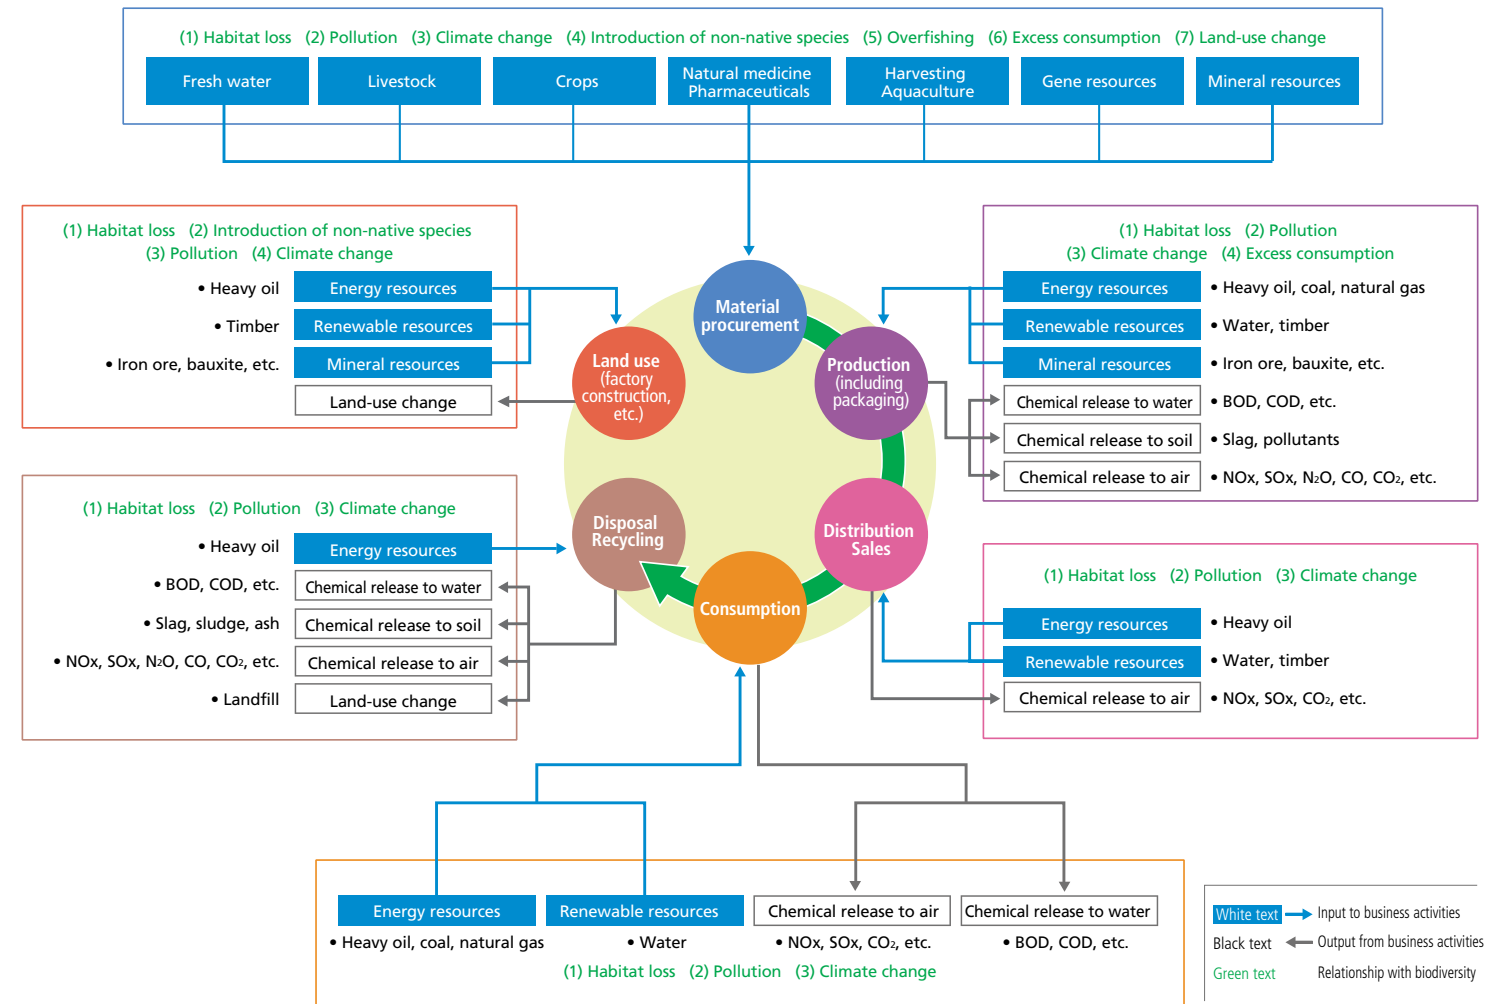 (1) Habitat loss (2) Pollution (3) Climate change (4) Introduction of non-native species (5) Overfishing (6) Excess consumption (7) Land-use change
Fresh water
Livestock
Crops
Natural medicine
Pharmaceuticals
Harvesting
Aquaculture
Gene resources
Mineral resources
(1) Habitat loss (2) Introduction of non-native species
(3) Pollution (4) Climate change
• Heavy oil
Energy resources
• Timber
Renewable resources
• Iron ore, bauxite, etc.
Mineral resources
Land-use change
Material
procurement
Land use
(factory
construction,
etc.)
Production
(including
packaging)
Disposal
Recycling
Distribution
Sales
Consumption
(1) Habitat loss (2) Pollution
(3) Climate change (4) Excess consumption
Energy resources
• Heavy oil, coal, natural gas
Renewable resources
• Water, timber
Mineral resources
• Iron ore, bauxite, etc.
Chemical release to water
• BOD, COD, etc.
Chemical release to soil
• Slag, pollutants
Chemical release to air
• NOx, SOx, N2O, CO, CO2, etc.
(1) Habitat loss (2) Pollution (3) Climate change
• Heavy oil
Energy resources
• BOD, COD, etc.
Chemical release to water
• Slag, sludge, ash
Chemical release to soil
• NOx, SOx, N2O, CO, CO2, etc.
Chemical release to air
• Landfill
Land-use change
(1) Habitat loss (2) Pollution (3) Climate change
Energy resources
• Heavy oil
Renewable resources
• Water, timber
Chemical release to air
• NOx, SOx, CO2, etc.
Energy resources
Renewable resources
Chemical release to air
Chemical release to water
• Heavy oil, coal, natural gas
• Water
• NOx, SOx, CO2, etc.
• BOD, COD, etc.
(1) Habitat loss (2) Pollution (3) Climate change
White text
Input to business activities
Black text
Output from business activities
Green text
Relationship with biodiversity